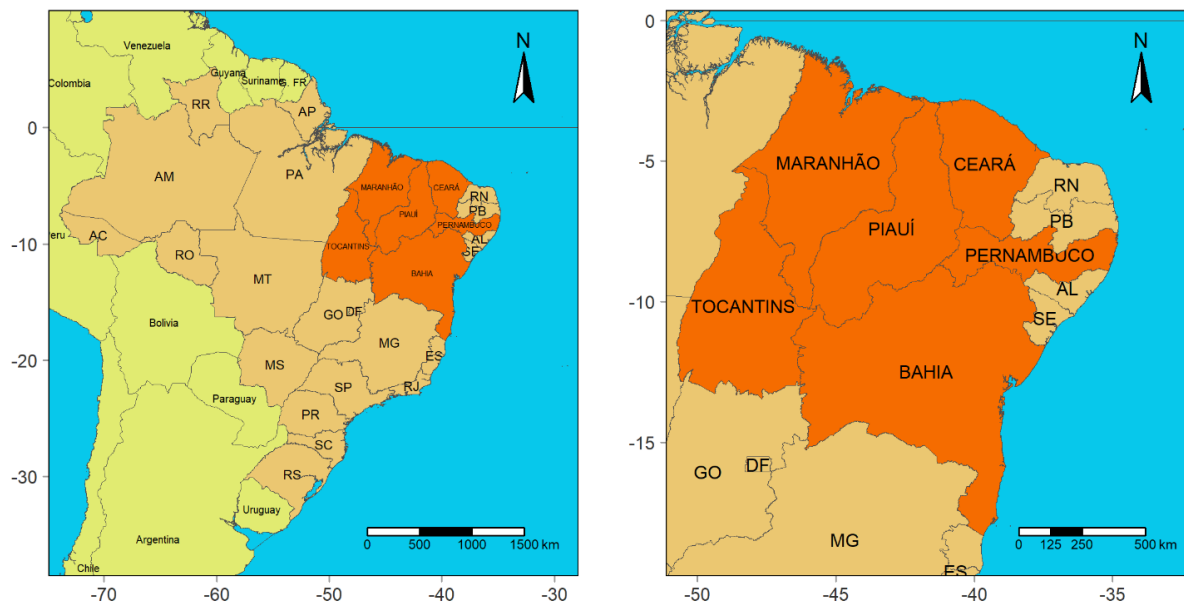 N
Venezuela
Guyana
Suriname
G. FR
Colombia
RR
AP
0
AM
PA
MARANHÃO
CEARÁ
RN
PB
PIAUÍ
PERNAMBUCO
AL
SE
Peru
AC
-10
RO
TOCANTINS
BAHIA
MT
GO
DF
Bolivia
MG
ES
MS
-20
SP
RJ
Paraguay
PR
SC
RS
-30
Uruguay
Argentina
Chile
0 500 1000 1500 km
-70 -60 -50 -40 -30
0
N
-5
MARANHÃO
CEARÁ
RN
PB
PIAUÍ
PERNAMBUCO
AL
-10
TOCANTINS
SE
BAHIA
-15
GO
DF
MG
ES
0 125 250 500 km
-50 -45 -40 -35